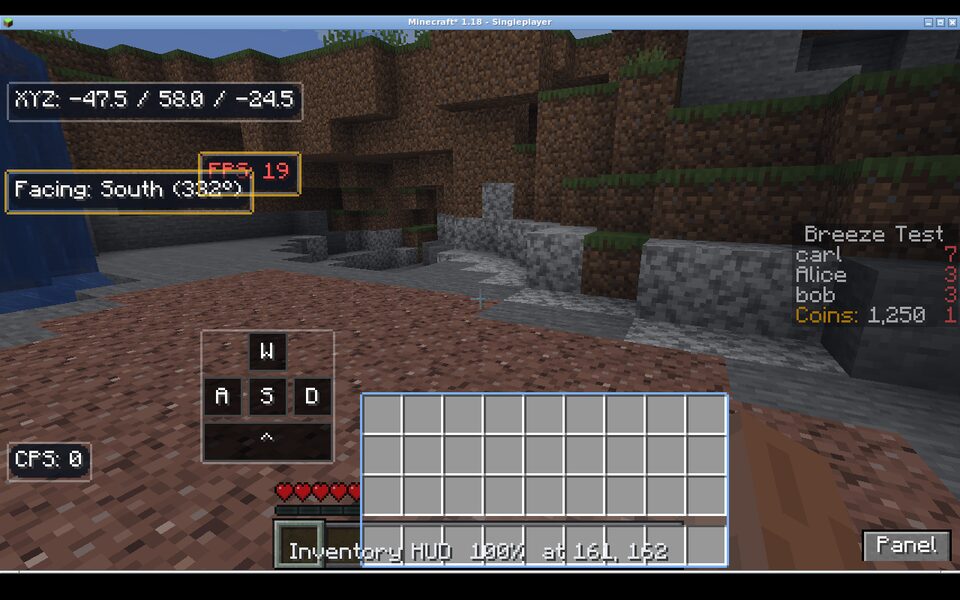 Minecraft* 1.18 - Singleplayer
XYZ: -47.5 / 58.0 / -24.5
FPS: 19
Facing: South (332°)
Breeze Test
carl 7
Alice 3
bob 3
Coins: 1,250 1
W
A S D
^
CPS: 0
Inventory HUD 100% at 161, 162
Panel